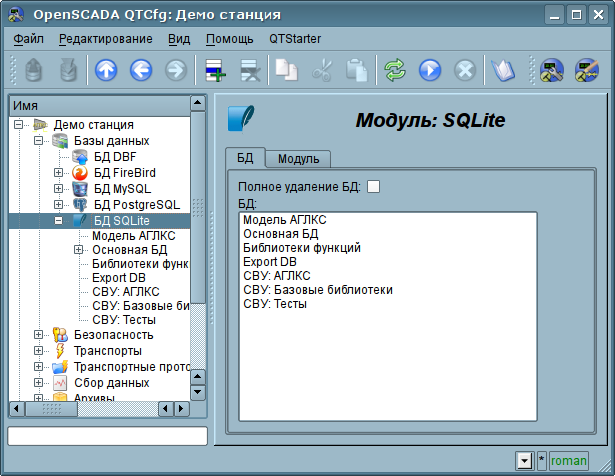 OpenSCADA QTCfg: Демо станция
Файл Редактирование Вид Помощь QTStarter
Имя
Демо станция
Базы данных
БД DBF
БД FireBird
БД MySQL
БД PostgreSQL
БД SQLite
Модель АГЛКС
Основная БД
Библиотеки функ
Export DB
СВУ: АГЛКС
СВУ: Базовые би
СВУ: Тесты
Безопасность
Транспорты
Транспортные прото
Сбор данных
Архивы
Модуль: SQLite
БД Модуль
Полное удаление БД:
БД:
Модель АГЛКС
Основная БД
Библиотеки функций
Export DB
СВУ: АГЛКС
СВУ: Базовые библиотеки
СВУ: Тесты
* roman